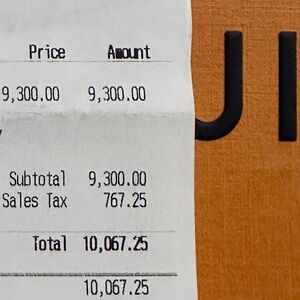 Price Amount
9,300.00 9,300.00
Subtotal 9,300.00
Sales Tax 767.25
Total 10,067.25
10,067.25
UI